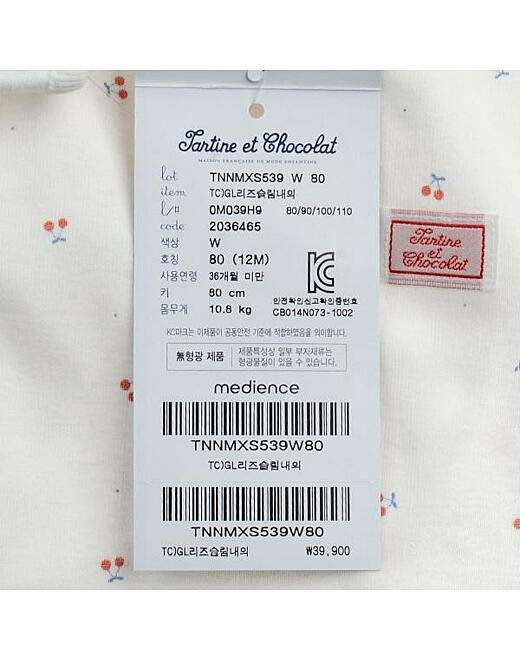 Tartine et Chocolat
MAISON FRANÇAISE DE MODE ENFANTINE
lot TNNMXS539 W 80
item TC)GL리즈슬림내의
l/# 0M039H9 80/90/100/110
code 2036465
색상 W
호칭 80 (12M)
사용연령 36개월 미만
키 80 cm
몸무게 10.8 kg
안전확인신고확인증번호
CB014N073-1002
KC마크는 이제품이 공동안전 기준에 적합하였음을 의미합니다.
無형광 제품 제품특성상 일부 부자재류는
형광물질이 있을 수 있습니다.
medience
TNNMXS539W80
TC)GL리즈슬림내의
TNNMXS539W80
TC)GL리즈슬림내의 ₩39,900
Tartine
et
Chocolat